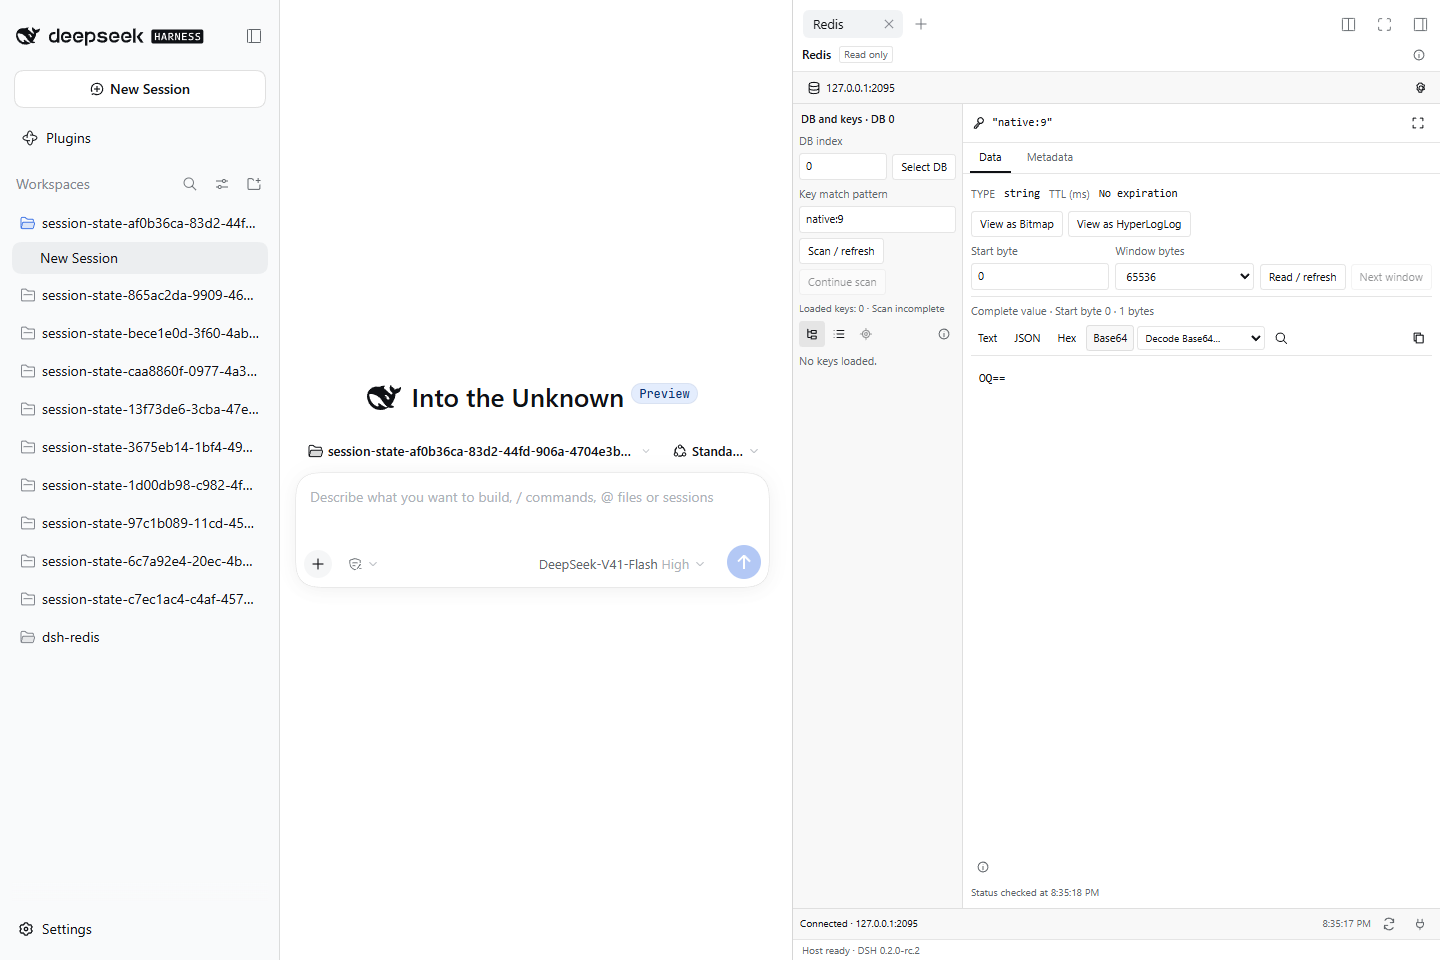 deepseek HARNESS
New Session
Plugins
Workspaces
session-state-af0b36ca-83d2-44f...
New Session
session-state-865ac2da-9909-46...
session-state-bece1e0d-3f60-4ab...
session-state-caa8860f-0977-4a3...
session-state-13f73de6-3cba-47e...
session-state-3675eb14-1bf4-49...
session-state-1d00db98-c982-4f...
session-state-97c1b089-11cd-45...
session-state-6c7a92e4-20ec-4b...
session-state-c7ec1ac4-c4af-457...
dsh-redis
Settings
Into the Unknown Preview
session-state-af0b36ca-83d2-44fd-906a-4704e3b... Standa...
Describe what you want to build, / commands, @ files or sessions
DeepSeek-V41-Flash High
Redis
Redis Read only
127.0.0.1:2095
DB and keys · DB 0
DB index
0 Select DB
Key match pattern
native:9
Scan / refresh
Continue scan
Loaded keys: 0 · Scan incomplete
No keys loaded.
"native:9"
Data Metadata
TYPE string TTL (ms) No expiration
View as Bitmap View as HyperLogLog
Start byte Window bytes
0 65536 Read / refresh Next window
Complete value · Start byte 0 · 1 bytes
Text JSON Hex Base64 Decode Base64...
OQ==
Status checked at 8:35:18 PM
Connected · 127.0.0.1:2095 8:35:17 PM
Host ready · DSH 0.2.0-rc.2